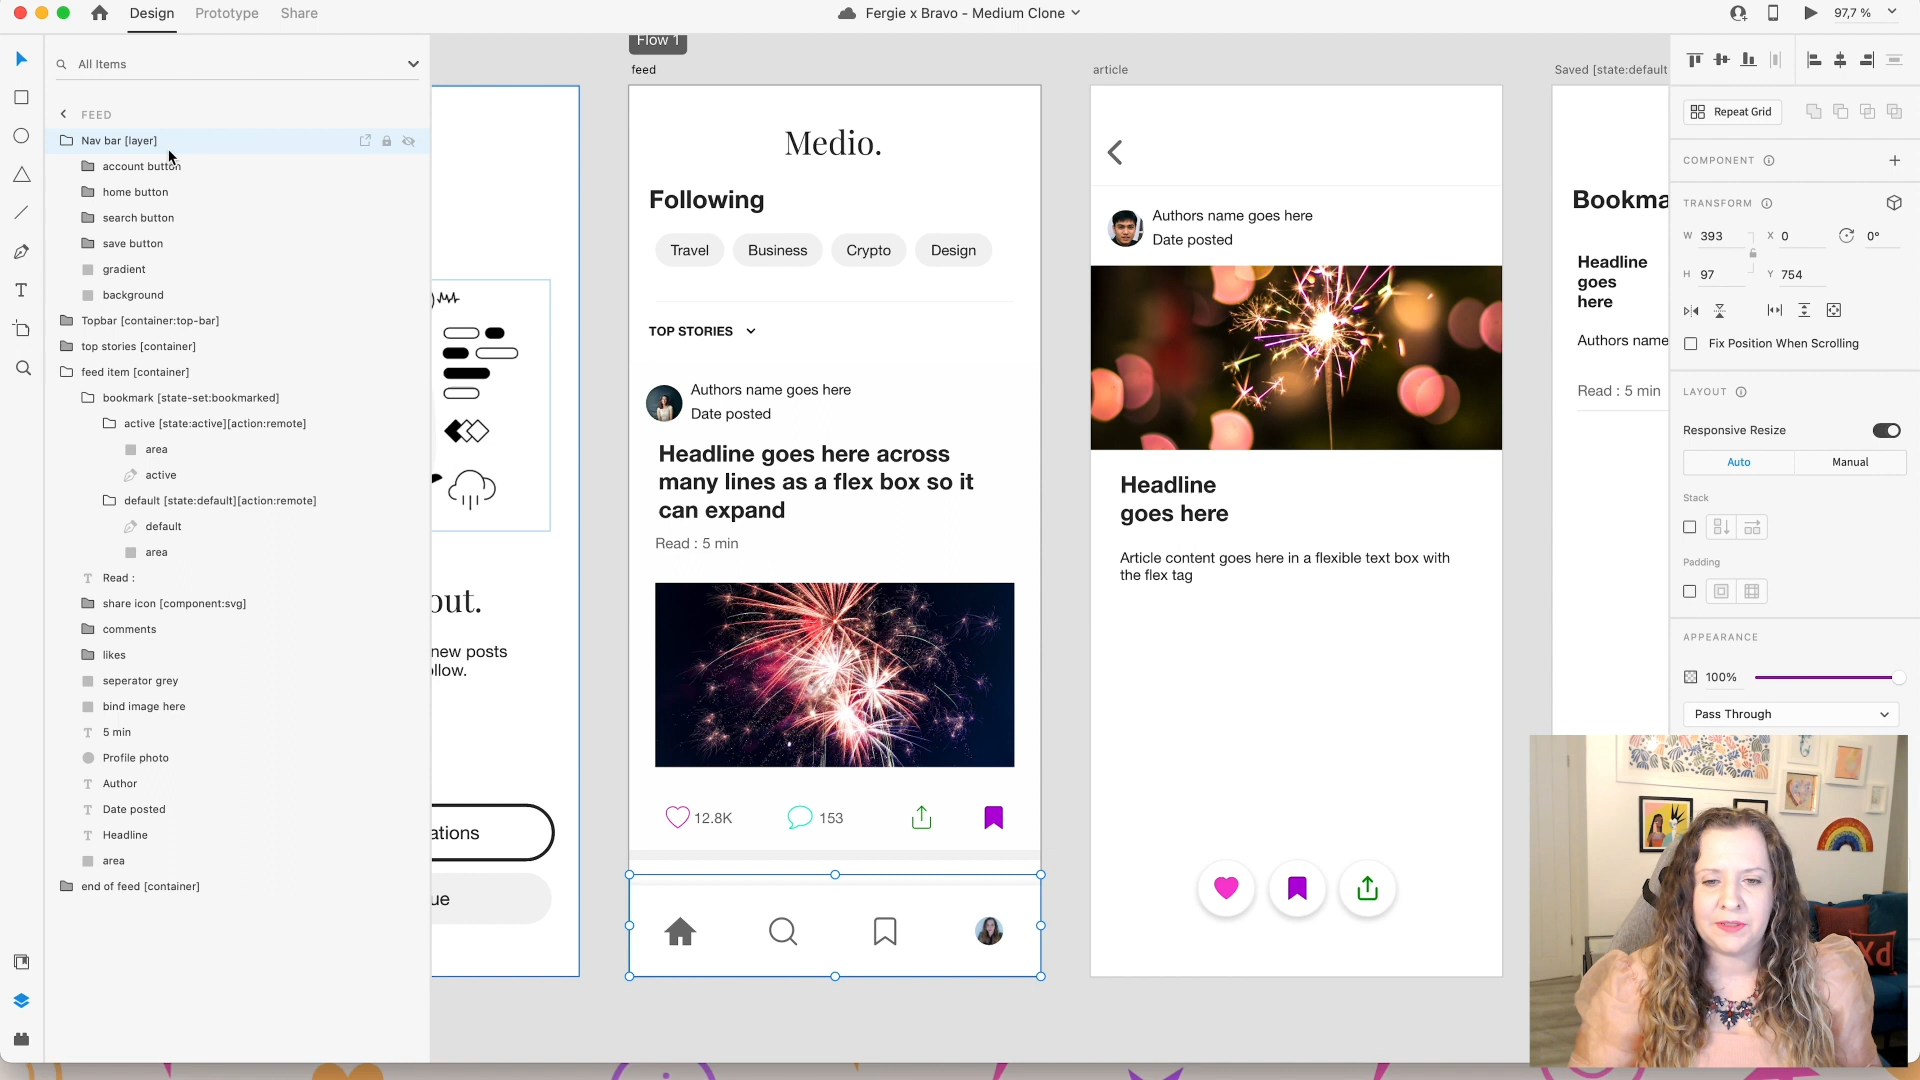 Design
Prototype
Share
Fergie x Bravo - Medium Clone
97,7 %
All Items
FEED
Nav bar [layer]
account button
home button
search button
save button
gradient
background
Topbar [container:top-bar]
top stories [container]
feed item [container]
bookmark [state-set:bookmarked]
active [state:active][action:remote]
area
active
default [state:default][action:remote]
default
area
Read :
share icon [component:svg]
comments
likes
seperator grey
bind image here
5 min
Profile photo
Author
Date posted
Headline
area
end of feed [container]
out.
new posts
llow.
ations
ue
Flow 1
feed
Medio.
Following
Travel
Business
Crypto
Design
TOP STORIES
Authors name goes here
Date posted
Headline goes here across
many lines as a flex box so it
can expand
Read : 5 min
12.8K
153
article
Authors name goes here
Date posted
Headline
goes here
Article content goes here in a flexible text box with
the flex tag
Saved [state:default
Bookma
Headline
goes
here
Authors name
Read : 5 min
Repeat Grid
COMPONENT
TRANSFORM
W 393
X 0
0°
H 97
Y 754
Fix Position When Scrolling
LAYOUT
Responsive Resize
Auto
Manual
Stack
Padding
APPEARANCE
100%
Pass Through
Xd